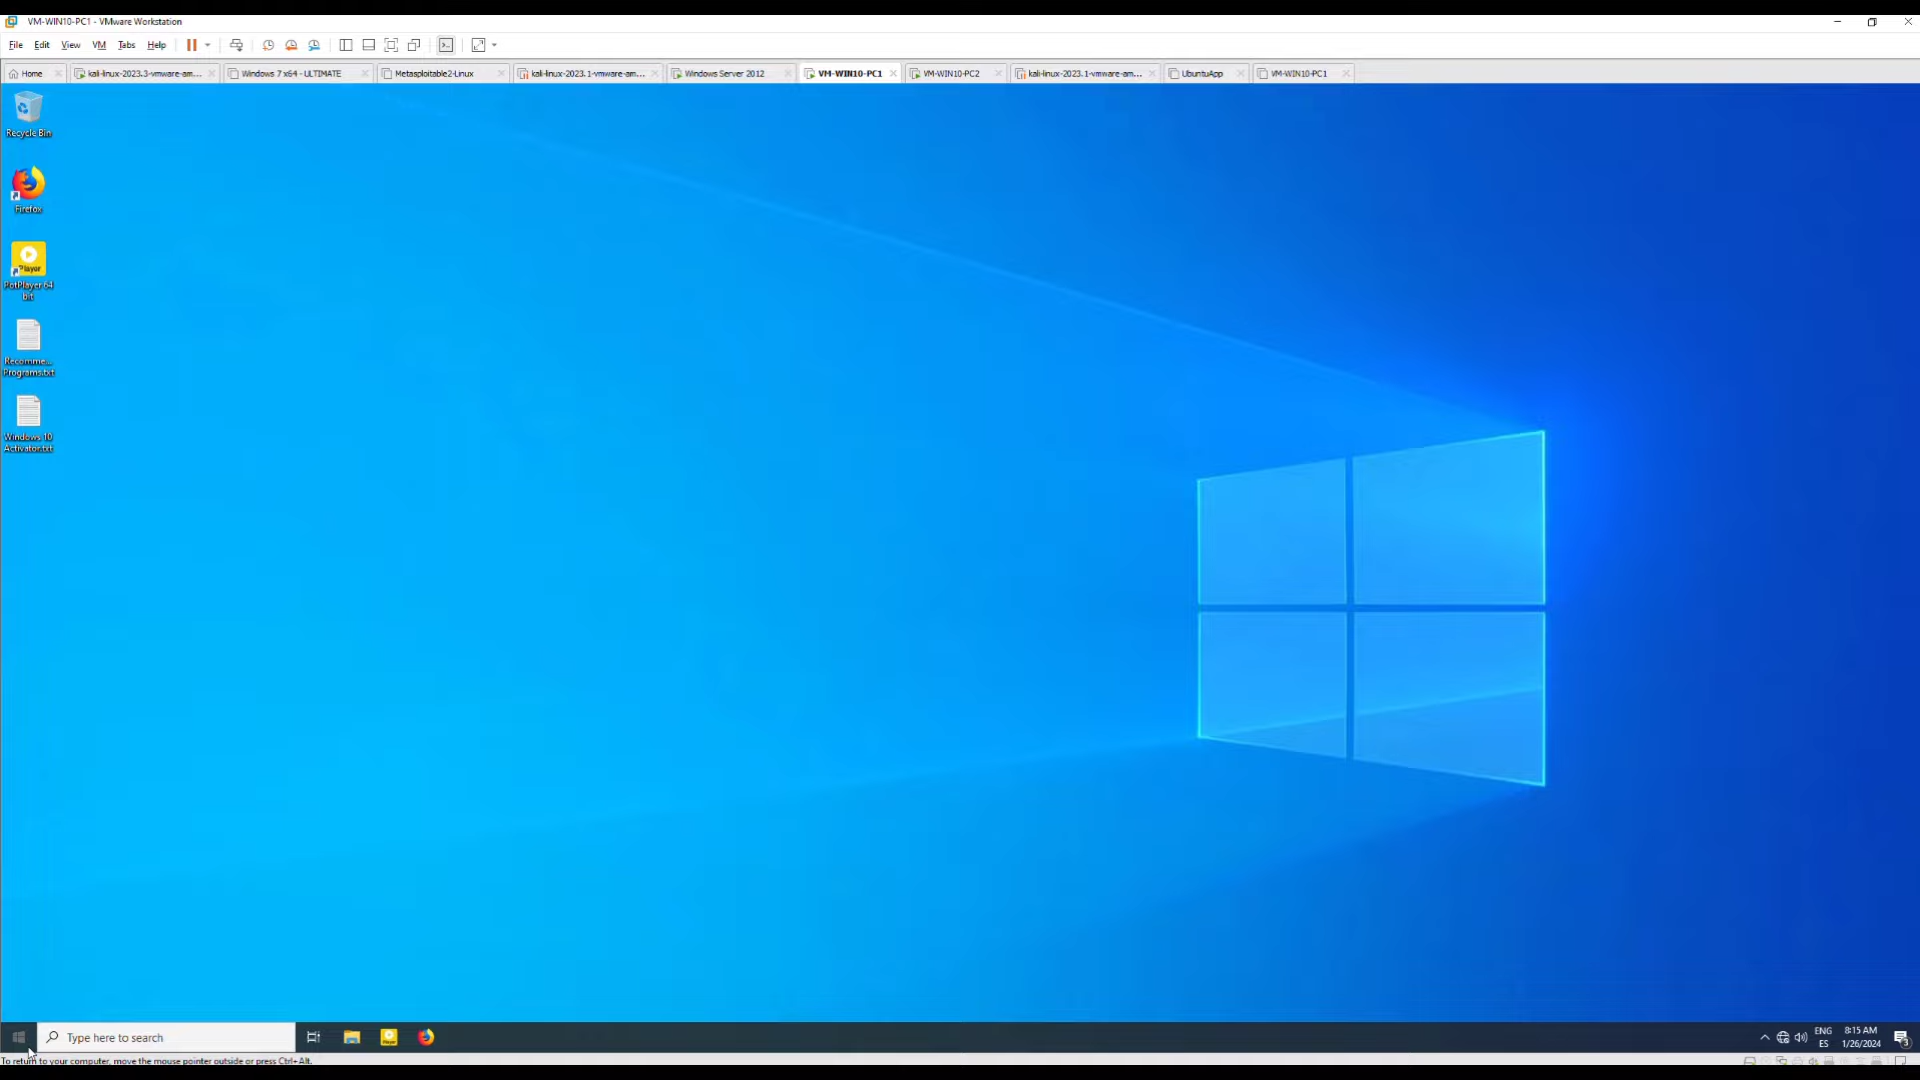 VM-WIN10-PC1 - VMware Workstation
File Edit View VM Tabs Help
Home kali-linux-2023.3-vmware-am... Windows 7 x64 - ULTIMATE Metasploitable2-Linux kali-linux-2023.1-vmware-am... Windows Server 2012 VM-WIN10-PC1 VM-WIN10-PC2 kali-linux-2023.1-vmware-am... UbuntuApp VM-WIN10-PC1
Recycle Bin
Firefox
Player
PotPlayer 64
bit
Recomme...
Programs.txt
Windows 10
Activator.txt
Type here to search
Player
ENG
ES
8:15 AM
1/26/2024
3
To return to your computer, move the mouse pointer outside or press Ctrl+Alt.